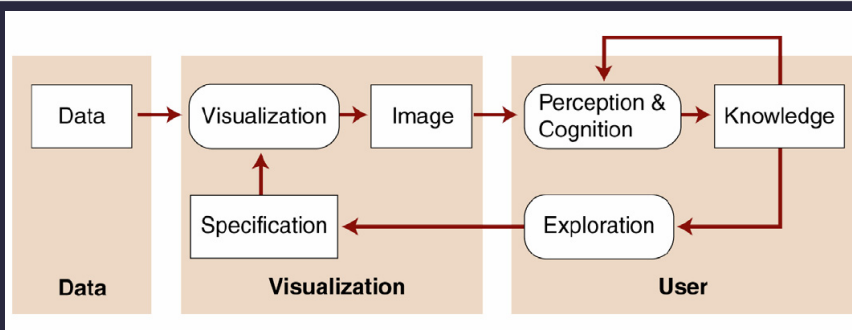 Data
Visualization
Image
Perception &
Cognition
Knowledge
Specification
Exploration
Data
Visualization
User